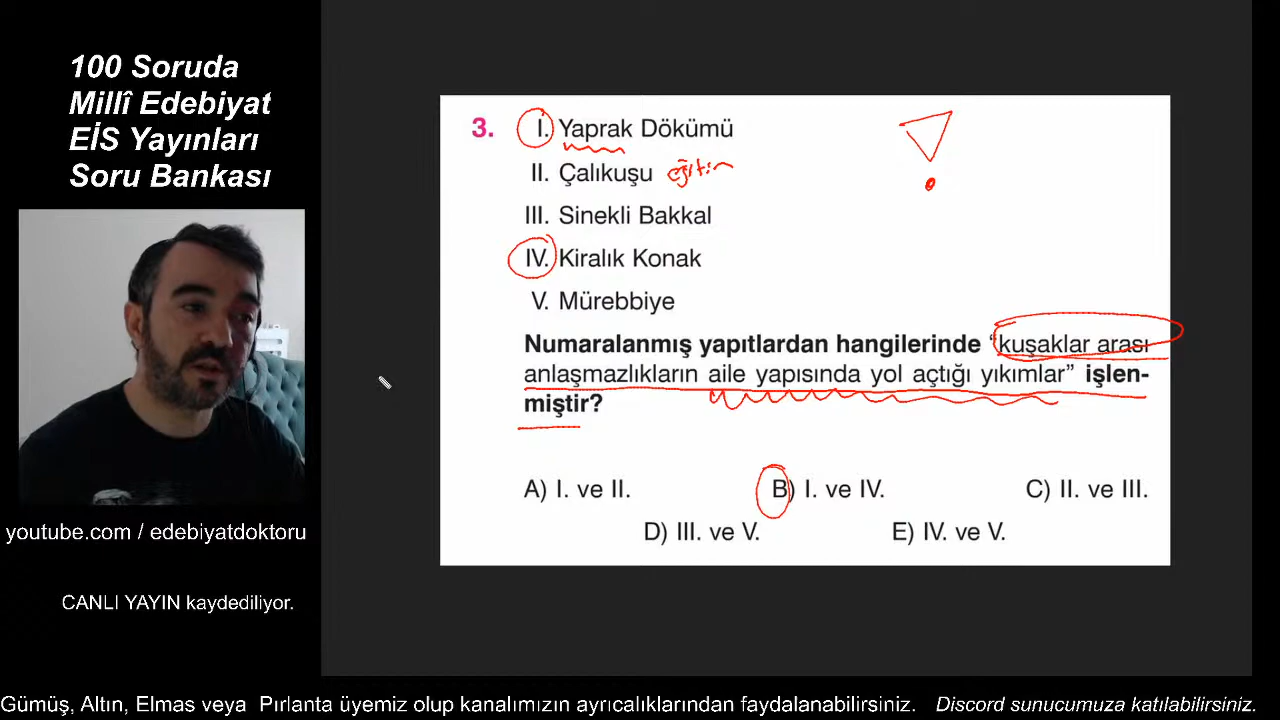 100 Soruda
Millî Edebiyat
EİS Yayınları
Soru Bankası
youtube.com / edebiyatdoktoru
CANLI YAYIN kaydediliyor.
3. I. Yaprak Dökümü
II. Çalıkuşu eğitim
III. Sinekli Bakkal
IV. Kiralık Konak
V. Mürebbiye
Numaralanmış yapıtlardan hangilerinde “kuşaklar arası
anlaşmazlıkların aile yapısında yol açtığı yıkımlar” işlen-
miştir?
A) I. ve II. B) I. ve IV. C) II. ve III.
D) III. ve V. E) IV. ve V.
Gümüş, Altın, Elmas veya Pırlanta üyemiz olup kanalımızın ayrıcalıklarından faydalanabilirsiniz. Discord sunucumuza katılabilirsiniz.